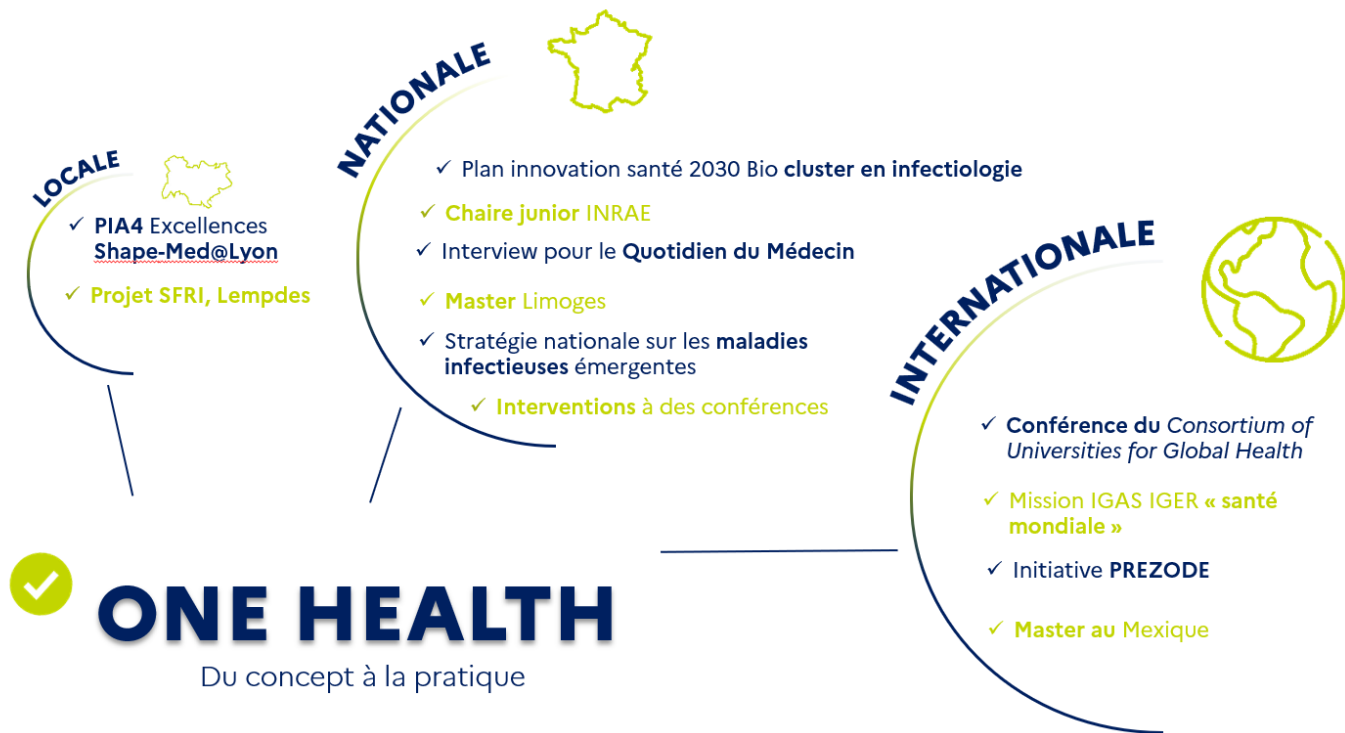 LOCALE
✓ PIA4 Excellences
Shape-Med@Lyon
✓ Projet SFRI, Lempdes
NATIONALE
✓ Plan innovation santé 2030 Bio cluster en infectiologie
✓ Chaire junior INRAE
✓ Interview pour le Quotidien du Médecin
✓ Master Limoges
✓ Stratégie nationale sur les maladies
infectieuses émergentes
✓ Interventions à des conférences
INTERNATIONALE
✓ Conférence du Consortium of
Universities for Global Health
✓ Mission IGAS IGER « santé
mondiale »
✓ Initiative PREZODE
✓ Master au Mexique
ONE HEALTH
Du concept à la pratique